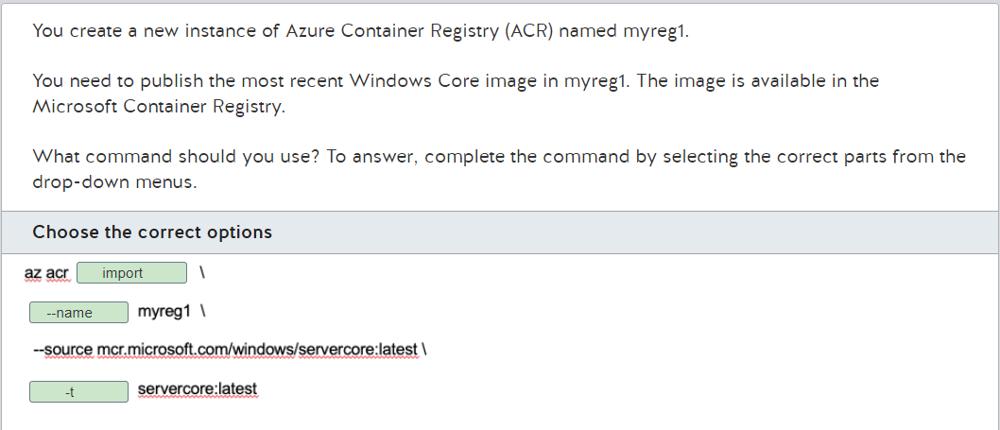 You create a new instance of Azure Container Registry (ACR) named myreg1.
You need to publish the most recent Windows Core image in myreg1. The image is available in the
Microsoft Container Registry.
What command should you use? To answer, complete the command by selecting the correct parts from the
drop-down menus.
Choose the correct options
az acr import \
--name myreg1 \
--source mcr.microsoft.com/windows/servercore:latest \
-t servercore:latest